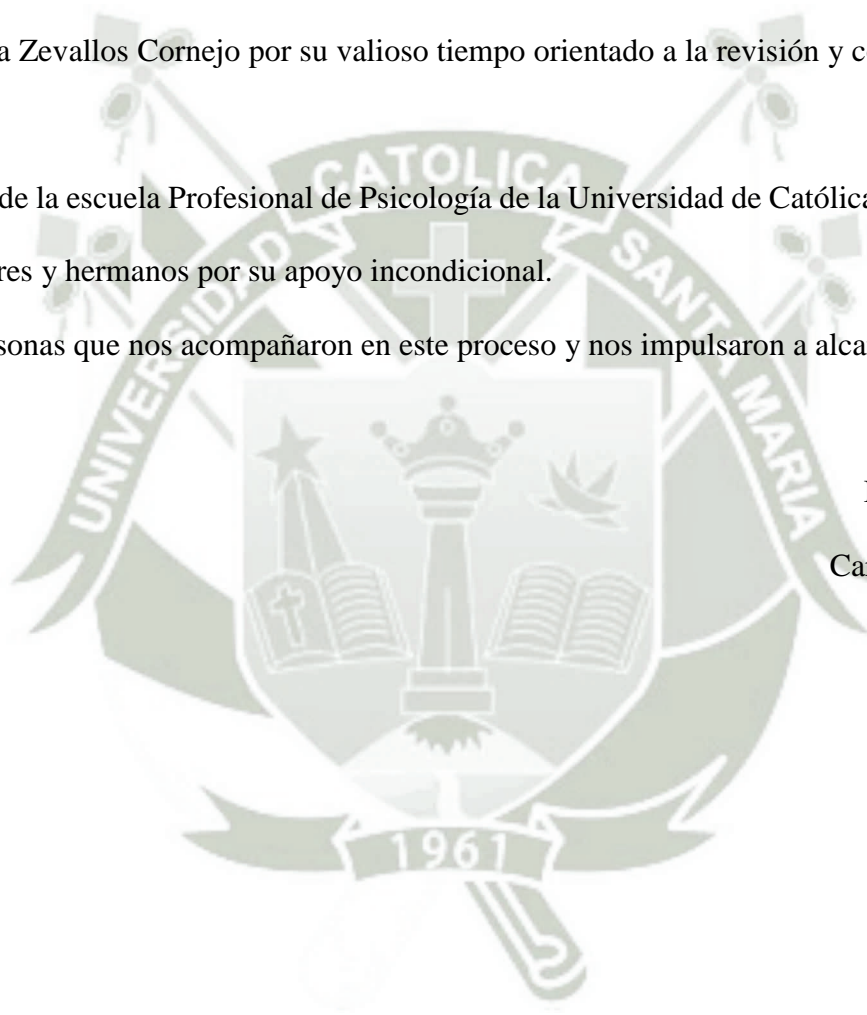 a Zevallos Cornejo por su valioso tiempo orientado a la revisión y c
de la escuela Profesional de Psicología de la Universidad de Católica
res y hermanos por su apoyo incondicional.
sonas que nos acompañaron en este proceso y nos impulsaron a alca
Ca
UNIVERSIDAD CATOLICA SANTA MARIA
1961